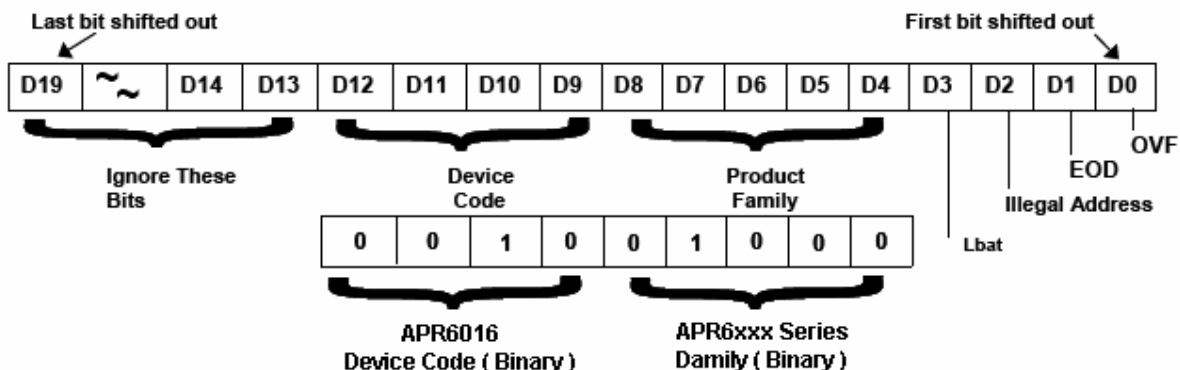 Last bit shifted out First bit shifted out
D19 ~~ D14 D13 D12 D11 D10 D9 D8 D7 D6 D5 D4 D3 D2 D1 D0
OVF
EOD
Ignore These Device Product
Bits Code Family
Illegal Address
0 0 1 0 0 1 0 0 0
Lbat
APR6016 APR6xxx Series
Device Code ( Binary ) Damily ( Binary )